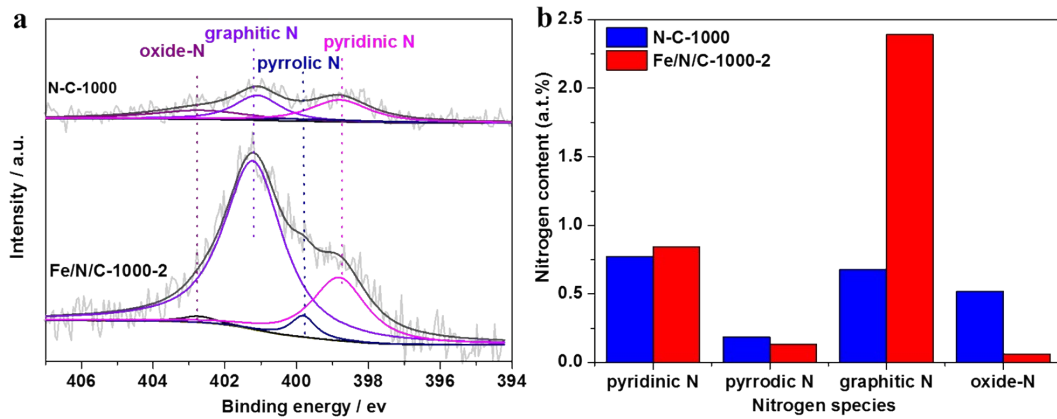 a
oxide-N
graphitic N
pyrrolic N
pyridinic N
N-C-1000
Fe/N/C-1000-2
Intensity / a.u.
406 404 402 400 398 396 394
Binding energy / ev
b
N-C-1000
Fe/N/C-1000-2
Nitrogen content (a.t.%)
2.5
2.0
1.5
1.0
0.5
0.0
pyridinic N pyrrodic N graphitic N oxide-N
Nitrogen species